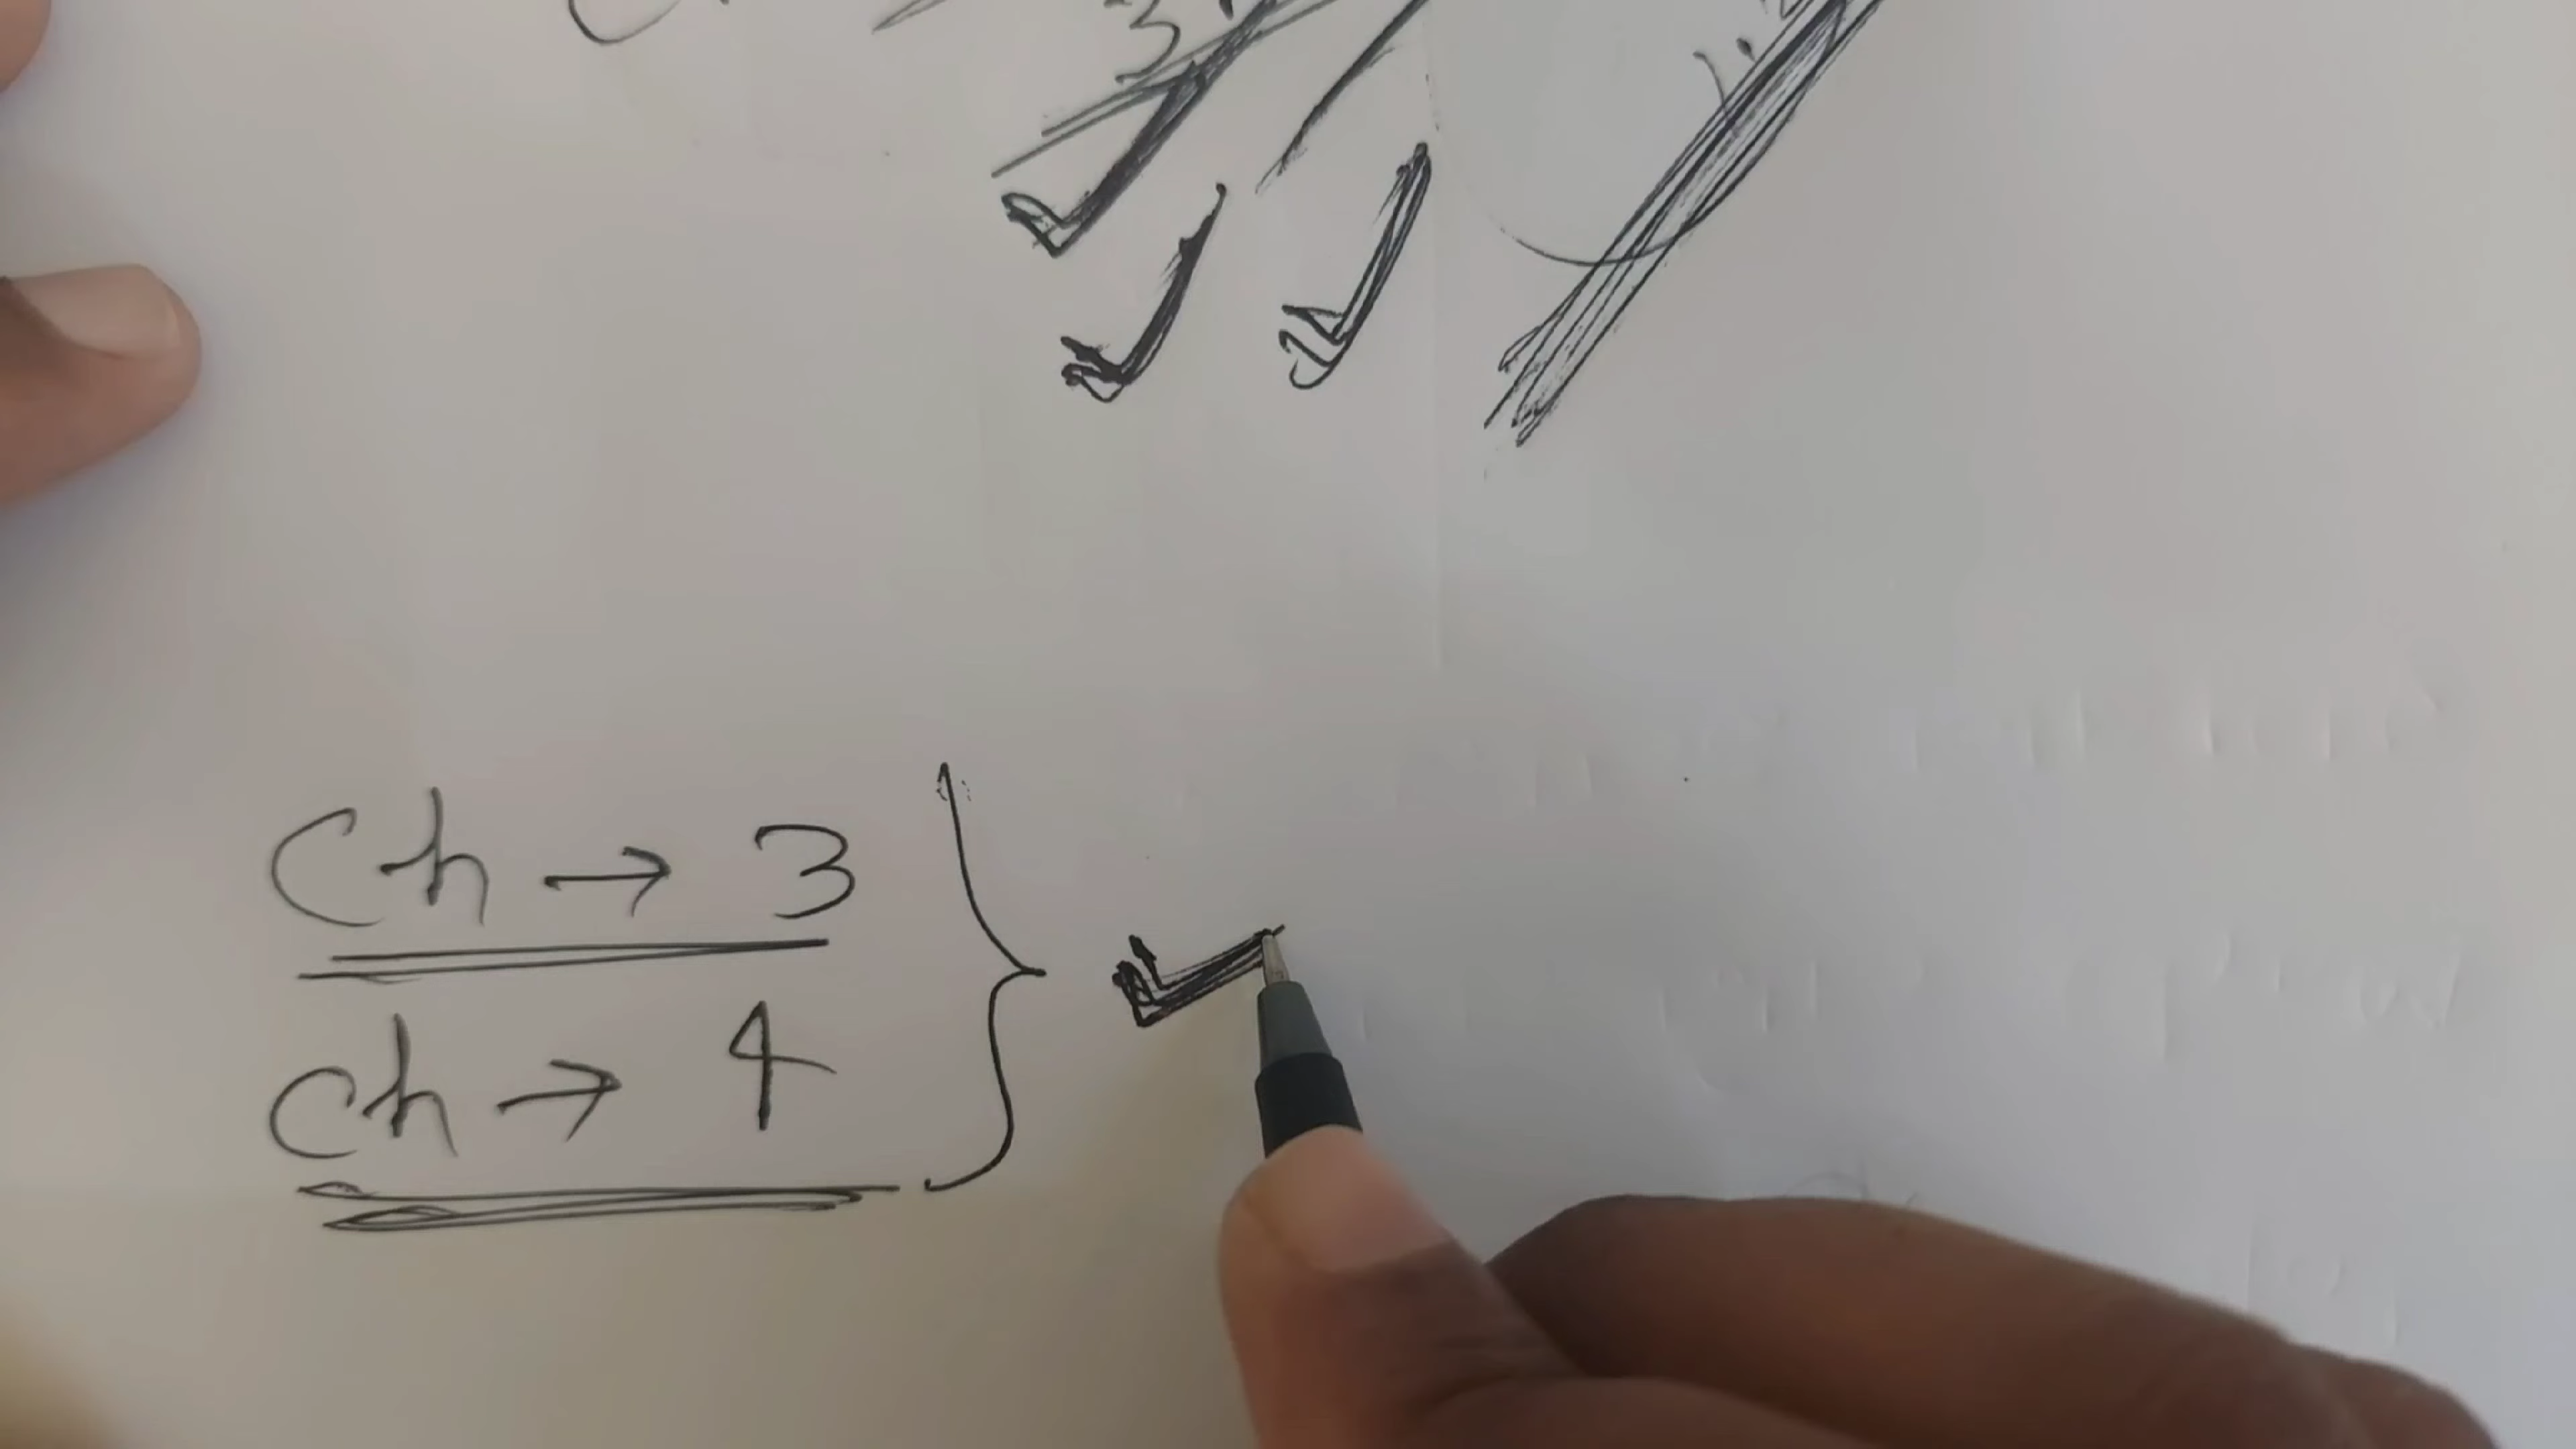 Ch → 3
Ch → 4